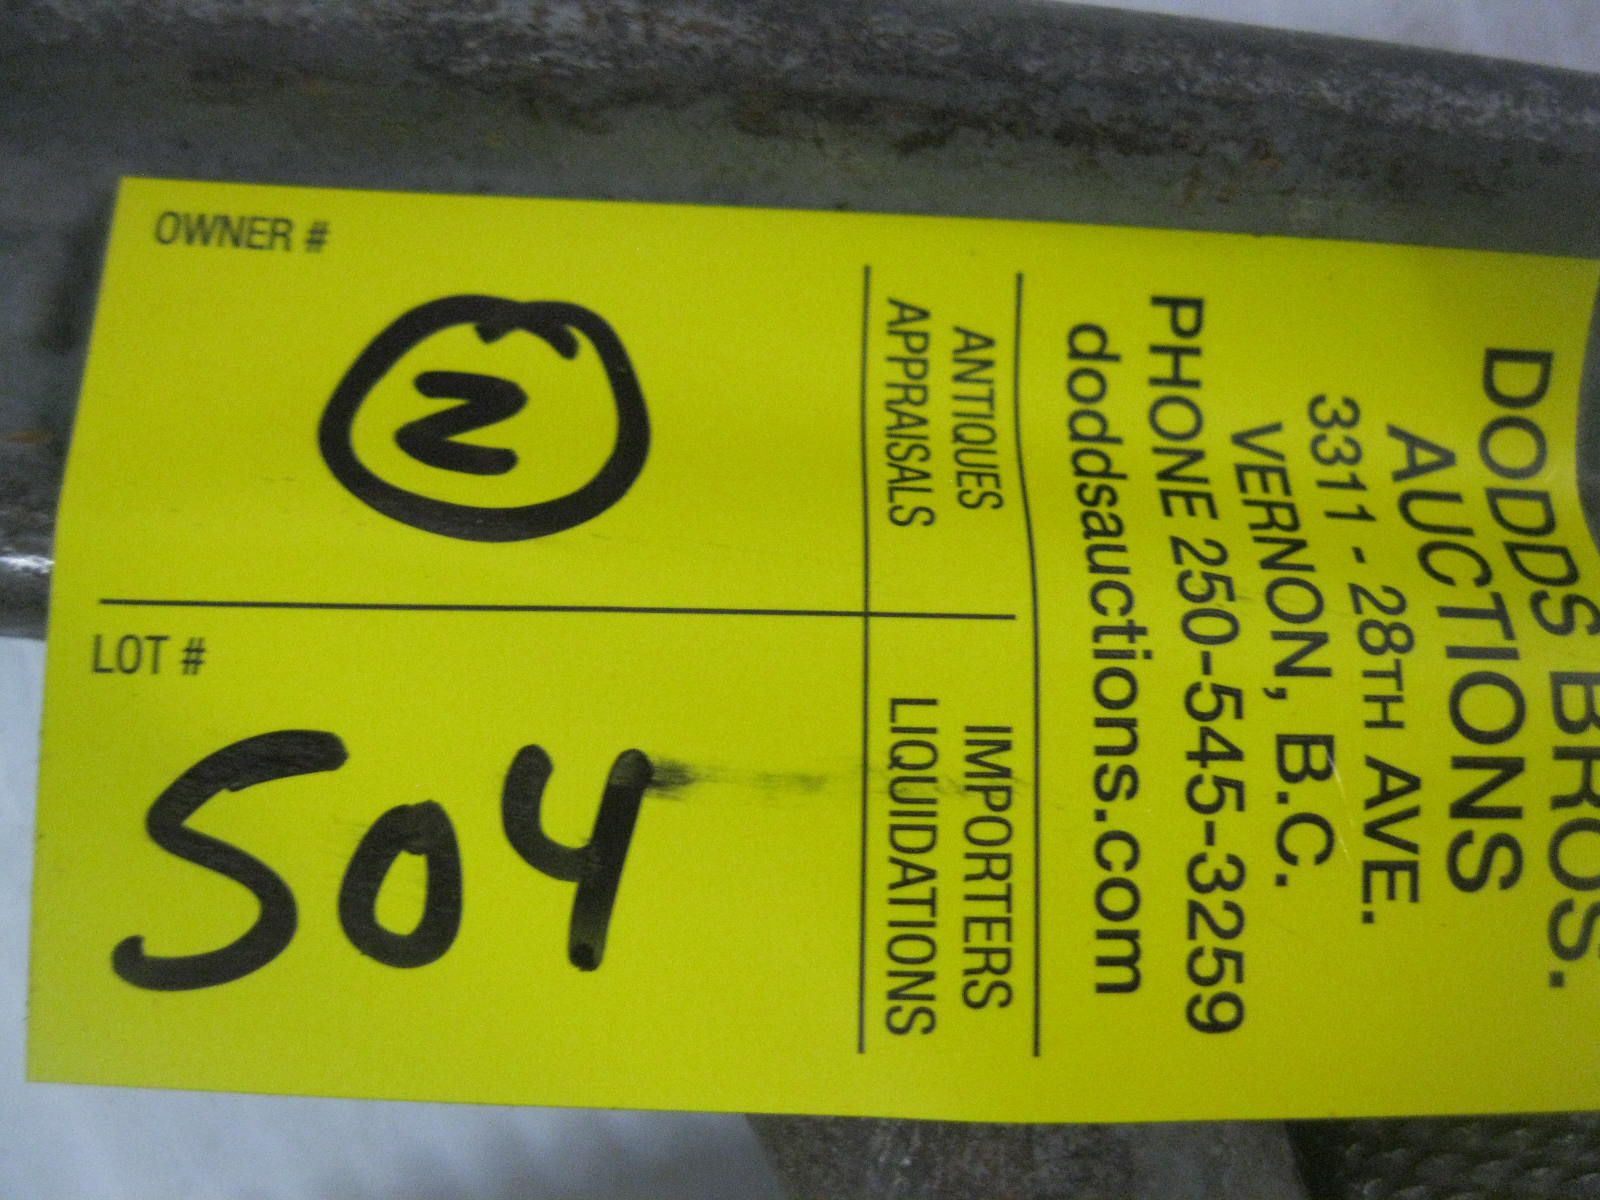 DODDS BROS.
AUCTIONS
3311 - 28TH AVE.
VERNON, B.C.
PHONE 250-545-3259
doddsauctions.com
ANTIQUES
APPRAISALS
IMPORTERS
LIQUIDATIONS
OWNER #
LOT #
504